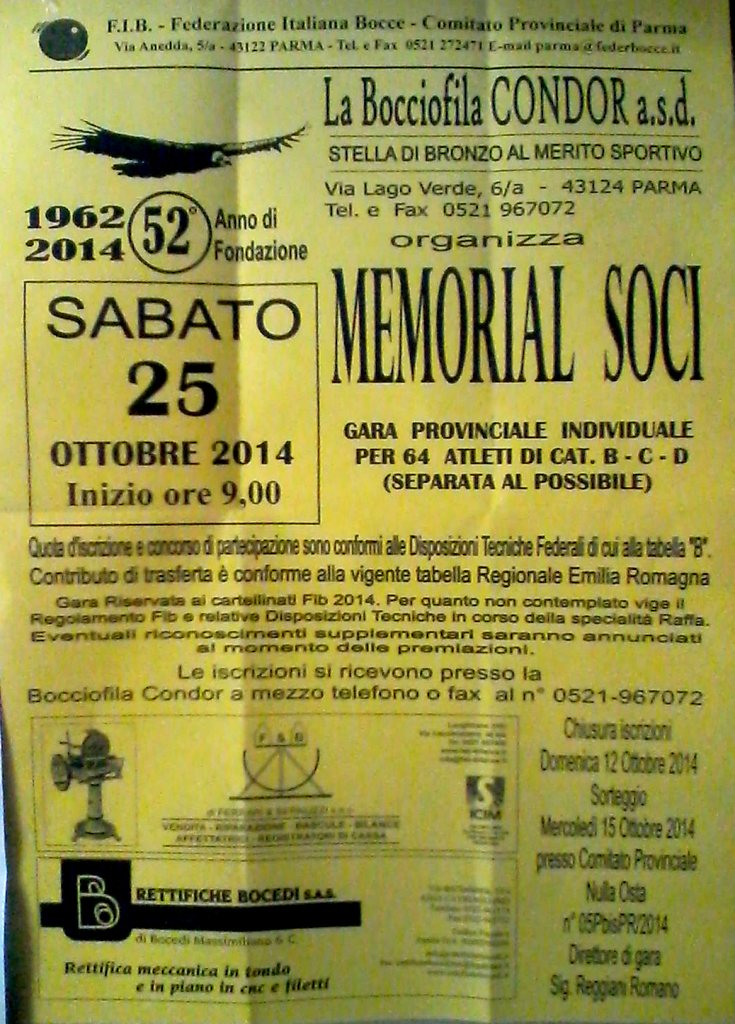 F.I.B. - Federazione Italiana Bocce - Comitato Provinciale di Parma
Via Anedda, 5/a - 43122 PARMA - Tel. e Fax 0521 272471 E-mail parma@federbocce.it
La Bocciofila CONDOR a.s.d.
STELLA DI BRONZO AL MERITO SPORTIVO
Via Lago Verde, 6/a - 43124 PARMA
Tel. e Fax 0521 967072
1962
2014
52°
Anno di
Fondazione
organizza
MEMORIAL SOCI
SABATO
25
OTTOBRE 2014
Inizio ore 9,00
GARA PROVINCIALE INDIVIDUALE
PER 64 ATLETI DI CAT. B - C - D
(SEPARATA AL POSSIBILE)
Quota d'iscrizione e concorso di partecipazione sono conformi alle Disposizioni Tecniche Federali di cui alla tabella "B".
Contributo di trasferta è conforme alla vigente tabella Regionale Emilia Romagna
Gara Riservata ai cartellinati Fib 2014. Per quanto non contemplato vige il
Regolamento Fib e relative Disposizioni Tecniche in corso della specialità Raffa.
Eventuali riconoscimenti supplementari saranno annunciati
al momento delle premiazioni.
Le iscrizioni si ricevono presso la
Bocciofila Condor a mezzo telefono o fax al n° 0521-967072
F S B
VENDITA - RIPARAZIONE BASCULE - BILANCE
AFFETTATRICI - REGISTRATORI DI CASSA
ICIM
B
RETTIFICHE BOCEDI s.a.s.
di Bocedi Massimiliano & C.
Rettifica meccanica in tondo
e in piano in cnc e filetti
Chiusura iscrizioni
Domenica 12 Ottobre 2014
Sorteggio
Mercoledì 15 Ottobre 2014
presso Comitato Provinciale
Nulla Osta
n° 05PbisPR/2014
Direttore di gara
Sig. Reggiani Romano